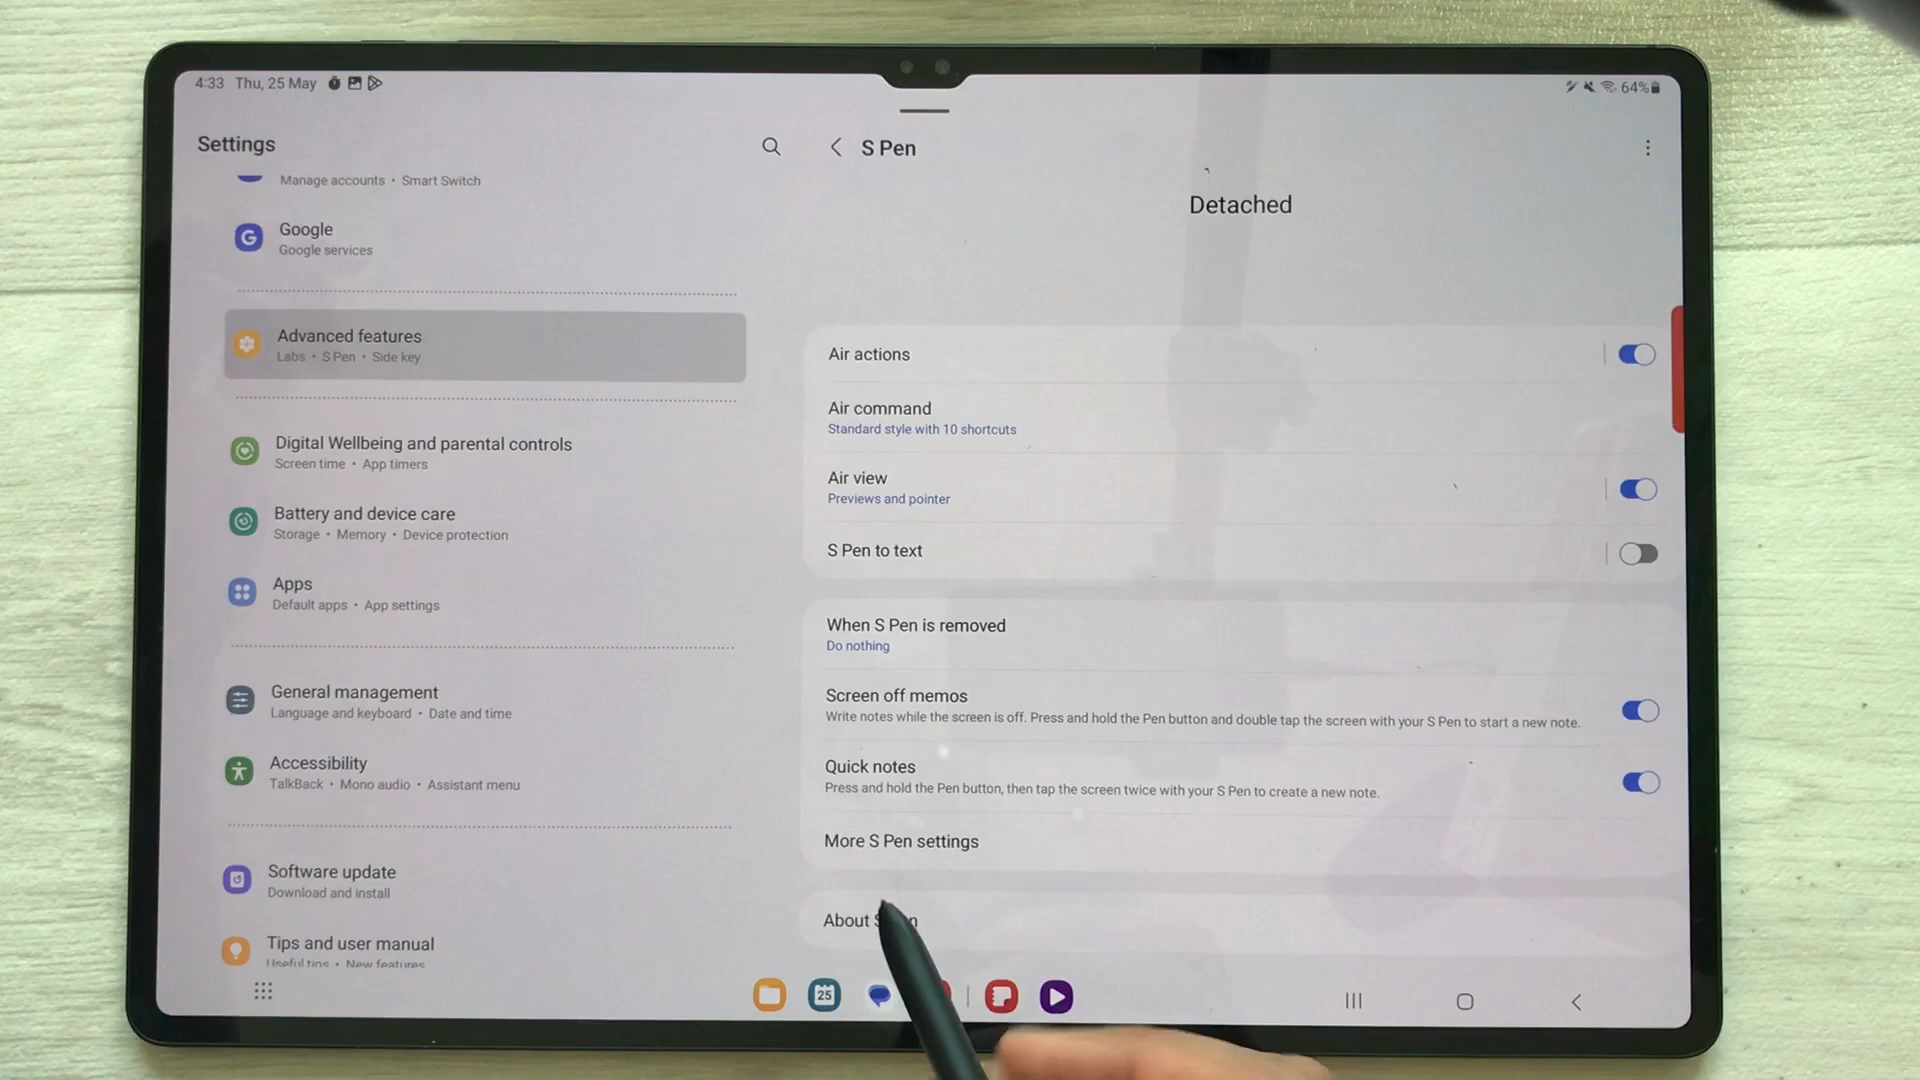 4:33 Thu, 25 May
64%
Settings
Manage accounts • Smart Switch
Google
Google services
Advanced features
Labs • S Pen • Side key
Digital Wellbeing and parental controls
Screen time • App timers
Battery and device care
Storage • Memory • Device protection
Apps
Default apps • App settings
General management
Language and keyboard • Date and time
Accessibility
TalkBack • Mono audio • Assistant menu
Software update
Download and install
Tips and user manual
Useful tips • New features
S Pen
Detached
Air actions
Air command
Standard style with 10 shortcuts
Air view
Previews and pointer
S Pen to text
When S Pen is removed
Do nothing
Screen off memos
Write notes while the screen is off. Press and hold the Pen button and double tap the screen with your S Pen to start a new note.
Quick notes
Press and hold the Pen button, then tap the screen twice with your S Pen to create a new note.
More S Pen settings
About S
25